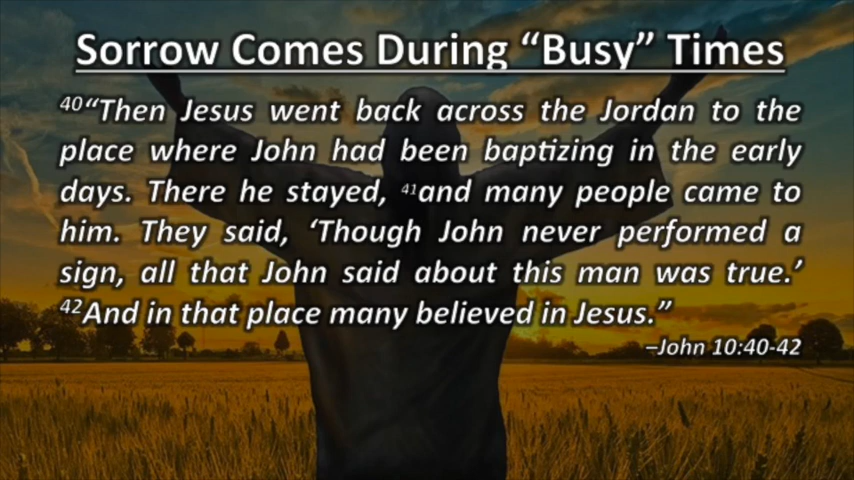 Sorrow Comes During “Busy” Times
40“Then Jesus went back across the Jordan to the
place where John had been baptizing in the early
days. There he stayed, 41and many people came to
him. They said, ‘Though John never performed a
sign, all that John said about this man was true.’
42And in that place many believed in Jesus.”
–John 10:40-42